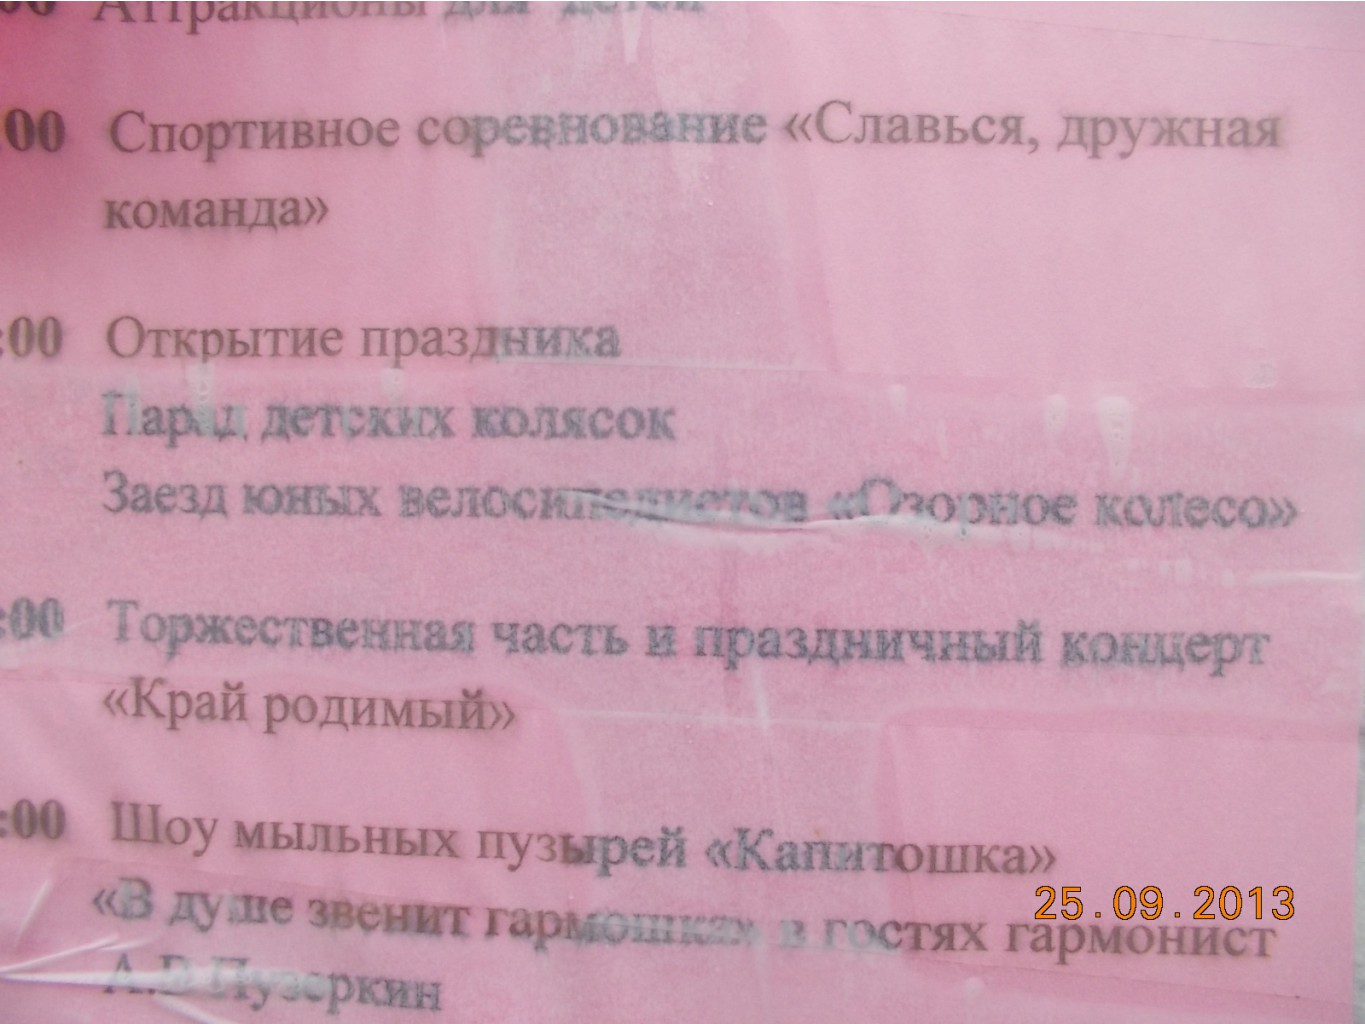 :00 Аттракционы для детей
:00 Спортивное соревнование «Славься, дружная
команда»
:00 Открытие праздника
Парад детских колясок
Заезд юных велосипедистов «Озорное колесо»
:00 Торжественная часть и праздничный концерт
«Край родимый»
:00 Шоу мыльных пузырей «Капитошка»
«В душе звенит гармошка» в гостях гармонист
А.В Пузеркин
25.09.2013